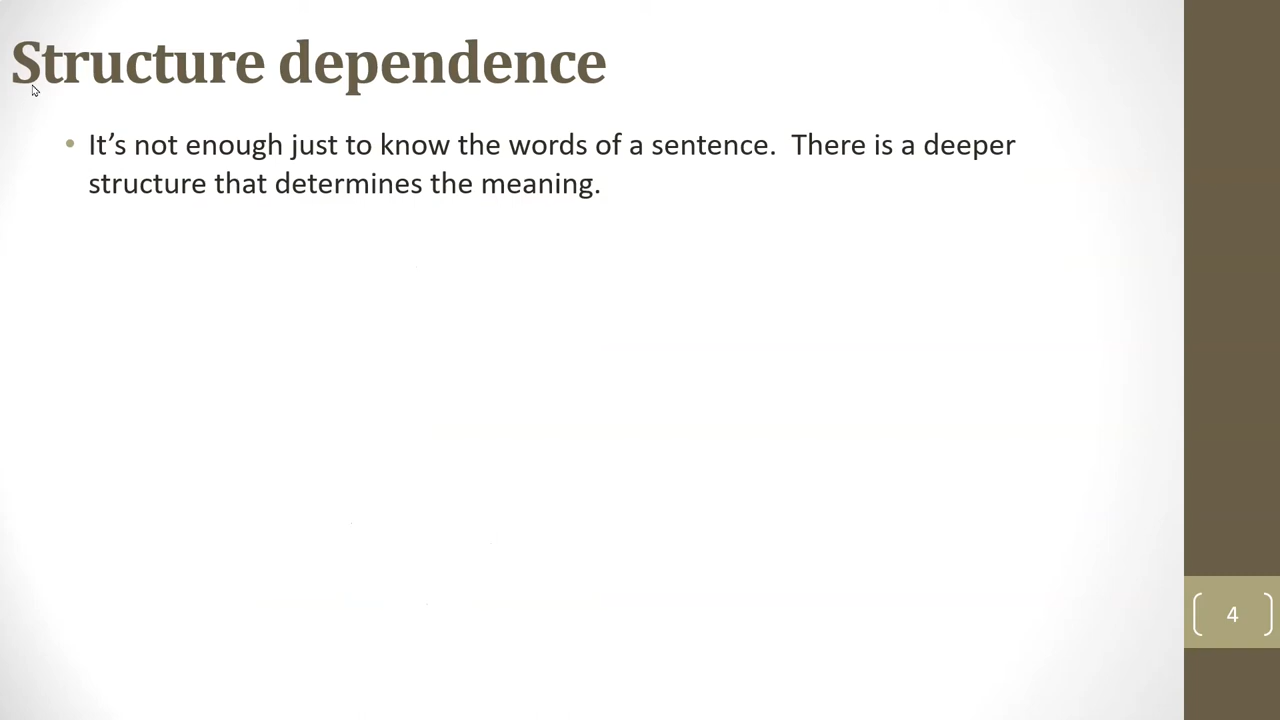 Structure dependence
• It’s not enough just to know the words of a sentence.  There is a deeper
structure that determines the meaning.
4